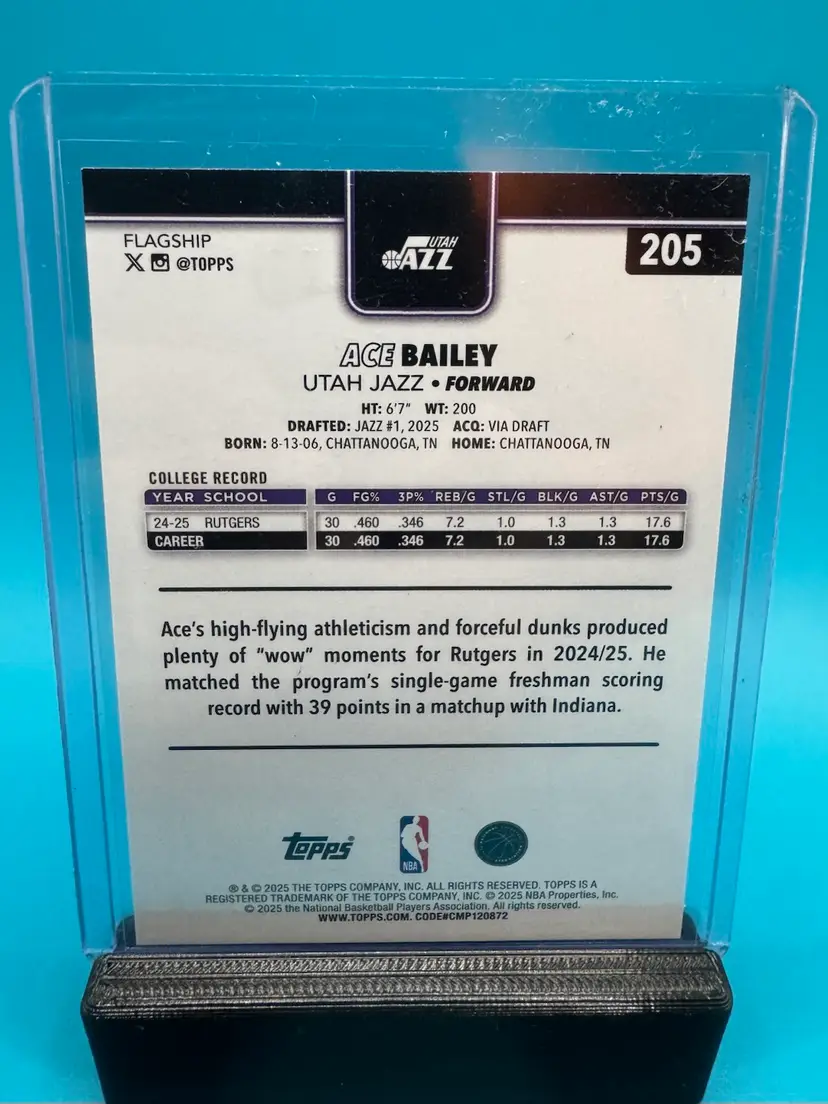 FLAGSHIP
@TOPPS
UTAH JAZZ
205
ACE BAILEY
UTAH JAZZ • FORWARD
HT: 6'7" WT: 200
DRAFTED: JAZZ #1, 2025 ACQ: VIA DRAFT
BORN: 8-13-06, CHATTANOOGA, TN HOME: CHATTANOOGA, TN
COLLEGE RECORD
YEAR SCHOOL G FG% 3P% REB/G STL/G BLK/G AST/G PTS/G
24-25 RUTGERS 30 .460 .346 7.2 1.0 1.3 1.3 17.6
CAREER 30 .460 .346 7.2 1.0 1.3 1.3 17.6
Ace's high-flying athleticism and forceful dunks produced
plenty of "wow" moments for Rutgers in 2024/25. He
matched the program's single-game freshman scoring
record with 39 points in a matchup with Indiana.
Topps®
NBA
® & © 2025 THE TOPPS COMPANY, INC. ALL RIGHTS RESERVED. TOPPS IS A
REGISTERED TRADEMARK OF THE TOPPS COMPANY, INC. © 2025 NBA Properties, Inc.
© 2025 the National Basketball Players Association. All rights reserved.
WWW.TOPPS.COM. CODE#CMP120872